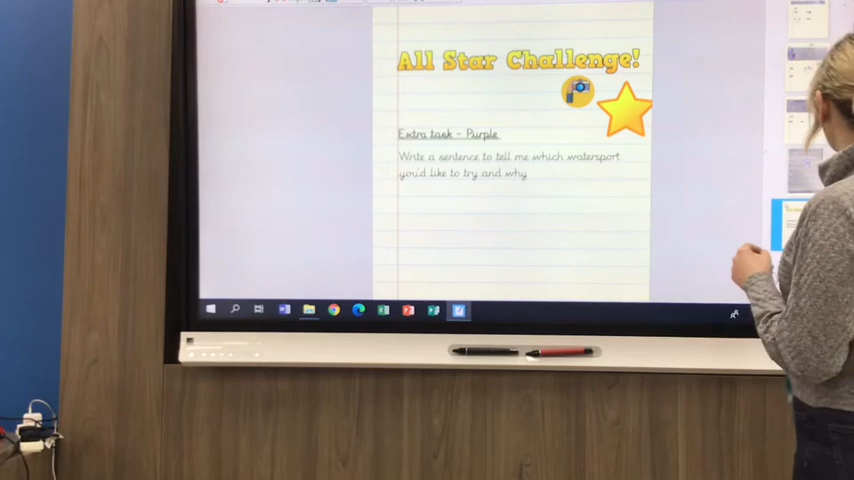 All Star Challenge!
Extra task - Purple
Write a sentence to tell me which watersport
you'd like to try and why